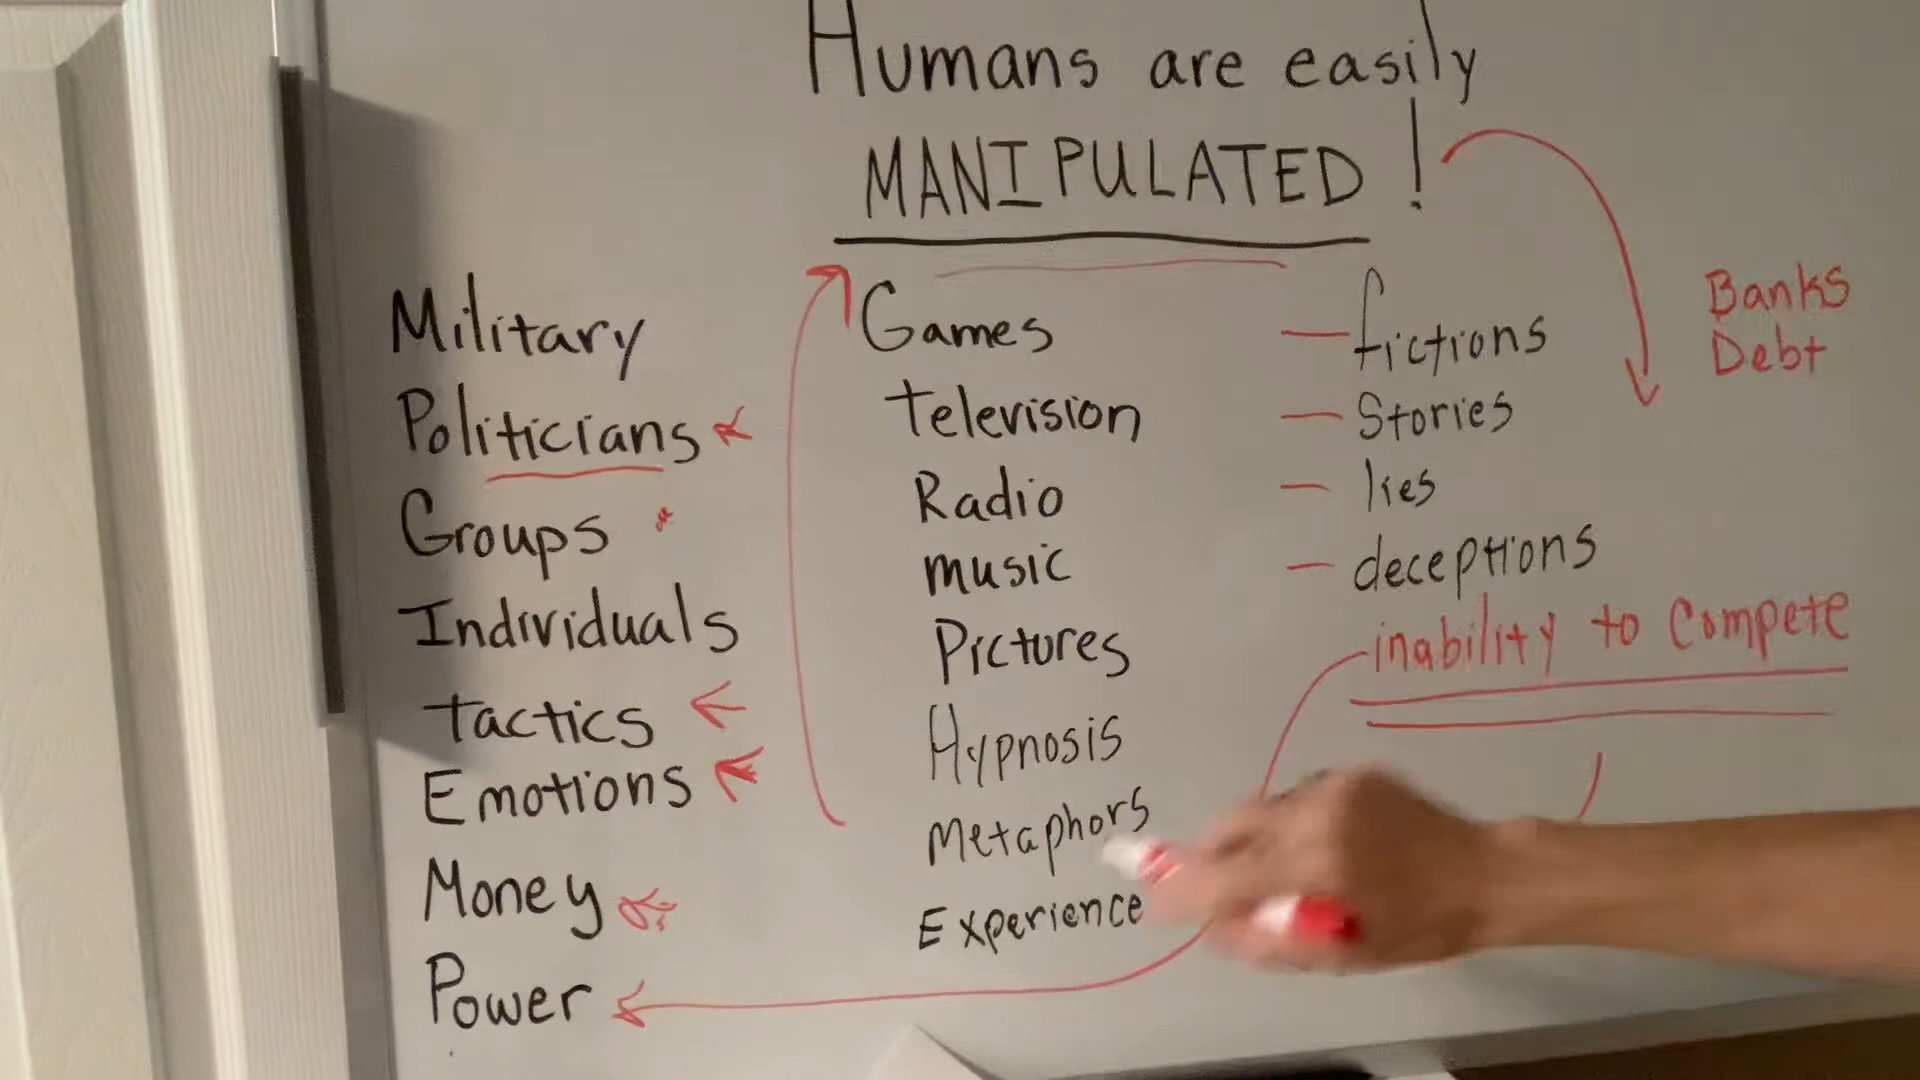 Humans are easily
MANIPULATED!
Military
Politicians
Groups
Individuals
tactics
Emotions
Money
Power
Games
television
Radio
music
Pictures
Hypnosis
Metaphors
Experience
— fictions
— Stories
— lies
— deceptions
inability to Compete
Banks
Debt